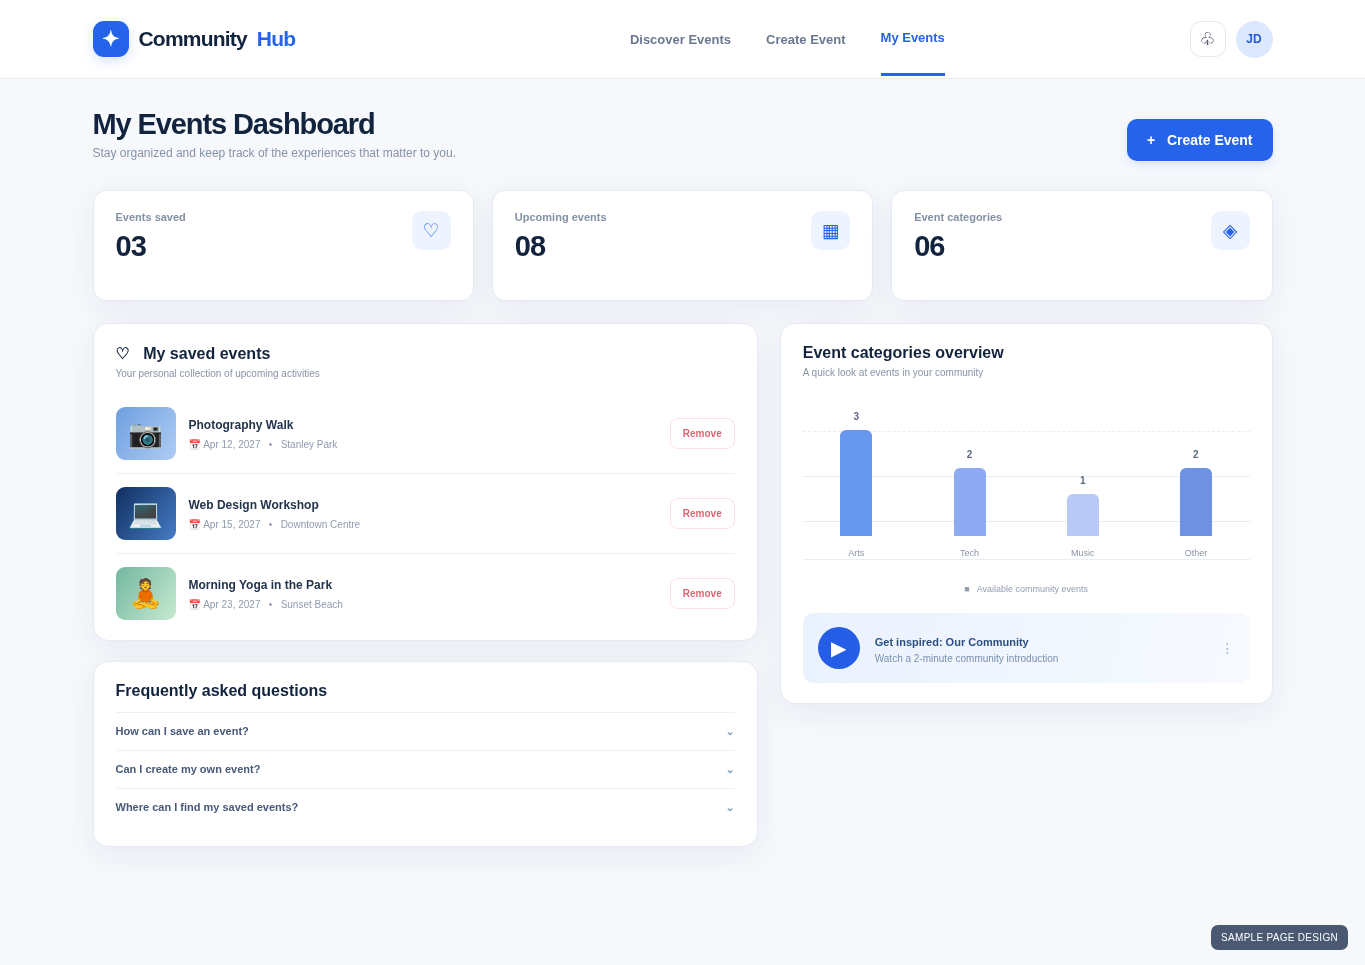 Community Hub
Discover Events
Create Event
My Events
JD
My Events Dashboard
Stay organized and keep track of the experiences that matter to you.
+ Create Event
Events saved
03
Upcoming events
08
Event categories
06
My saved events
Your personal collection of upcoming activities
Photography Walk
Apr 12, 2027 • Stanley Park
Remove
Web Design Workshop
Apr 15, 2027 • Downtown Centre
Remove
Morning Yoga in the Park
Apr 23, 2027 • Sunset Beach
Remove
Frequently asked questions
How can I save an event?
Can I create my own event?
Where can I find my saved events?
Event categories overview
A quick look at events in your community
3
2
1
2
Arts
Tech
Music
Other
Available community events
Get inspired: Our Community
Watch a 2-minute community introduction
SAMPLE PAGE DESIGN